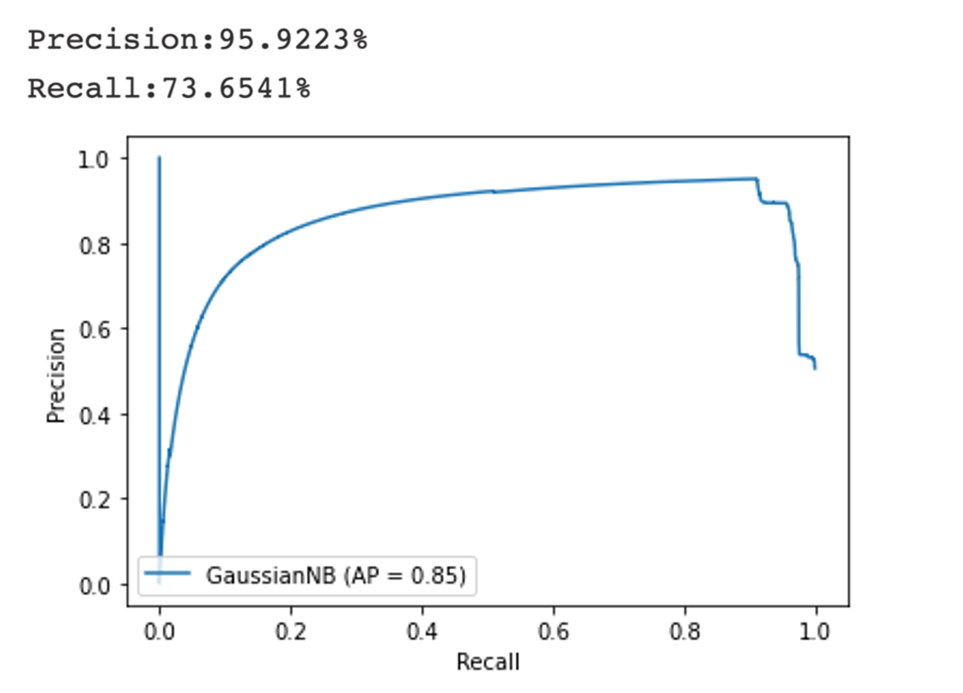 Precision:95.9223%
Recall:73.6541%
1.0
0.8
0.6
0.4
0.2
0.0
Precision
GaussianNB (AP = 0.85)
0.0 0.2 0.4 0.6 0.8 1.0
Recall